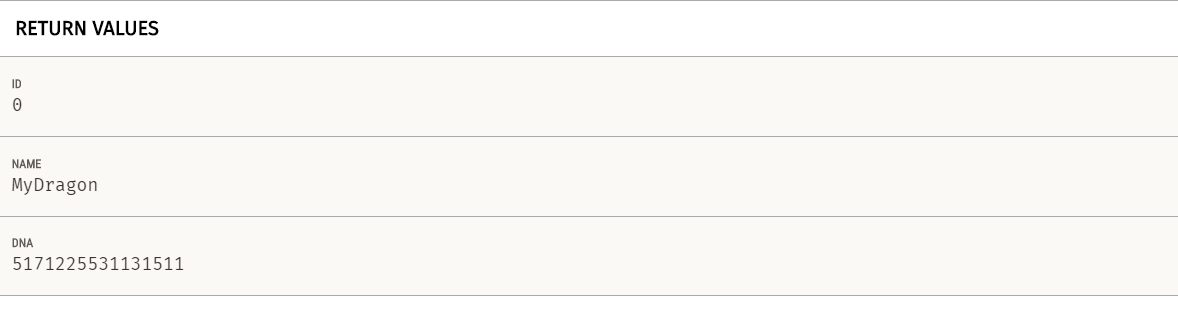 RETURN VALUES
ID
0
NAME
MyDragon
DNA
5171225531131511